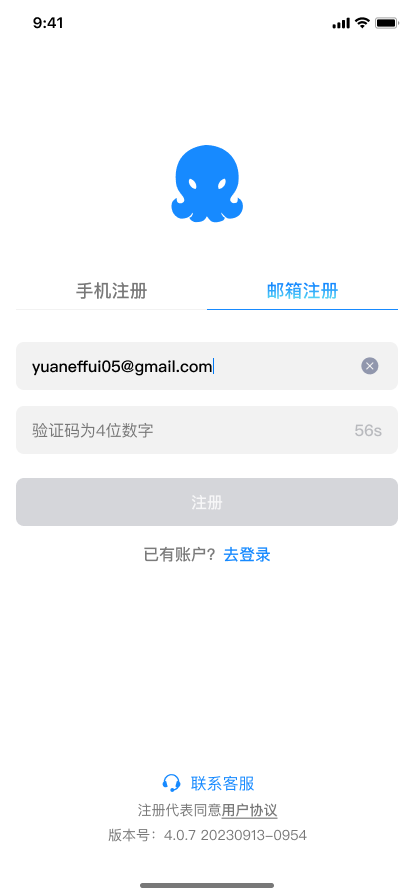 9:41
手机注册 邮箱注册
yuaneffui05@gmail.com
验证码为4位数字 56s
注册
已有账户？去登录
联系客服
注册代表同意用户协议
版本号：4.0.7 20230913-0954